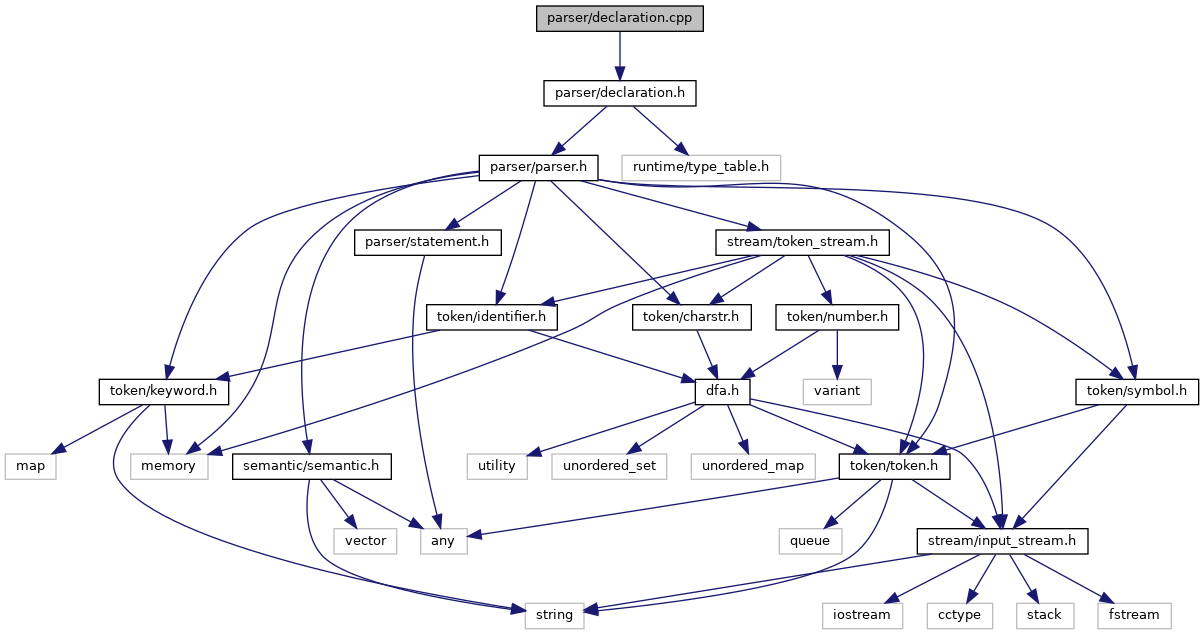 parser/declaration.cpp
parser/declaration.h
parser/parser.h
runtime/type_table.h
parser/statement.h
stream/token_stream.h
token/identifier.h
token/charstr.h
token/number.h
token/keyword.h
dfa.h
variant
token/symbol.h
map
memory
semantic/semantic.h
utility
unordered_set
unordered_map
token/token.h
vector
any
queue
stream/input_stream.h
string
iostream
cctype
stack
fstream